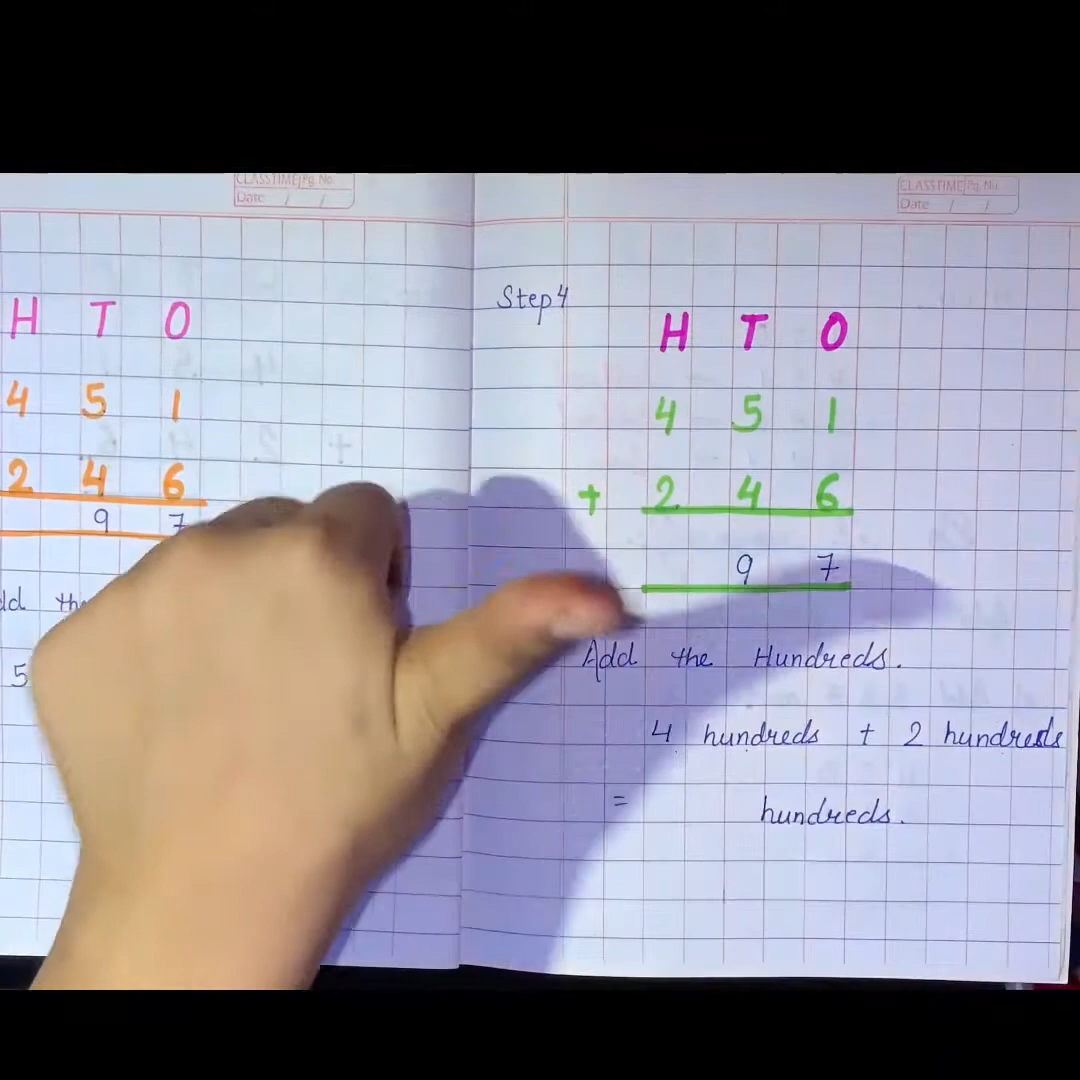 CLASSTIME Pg. No.
Date / /
H T O
4 5 1
2 4 6
9 7
5
CLASSTIME Pg. No.
Date / /
Step 4
H T O
4 5 1
+ 2 4 6
9 7
Add the Hundreds.
4 hundreds + 2 hundreds
= hundreds.